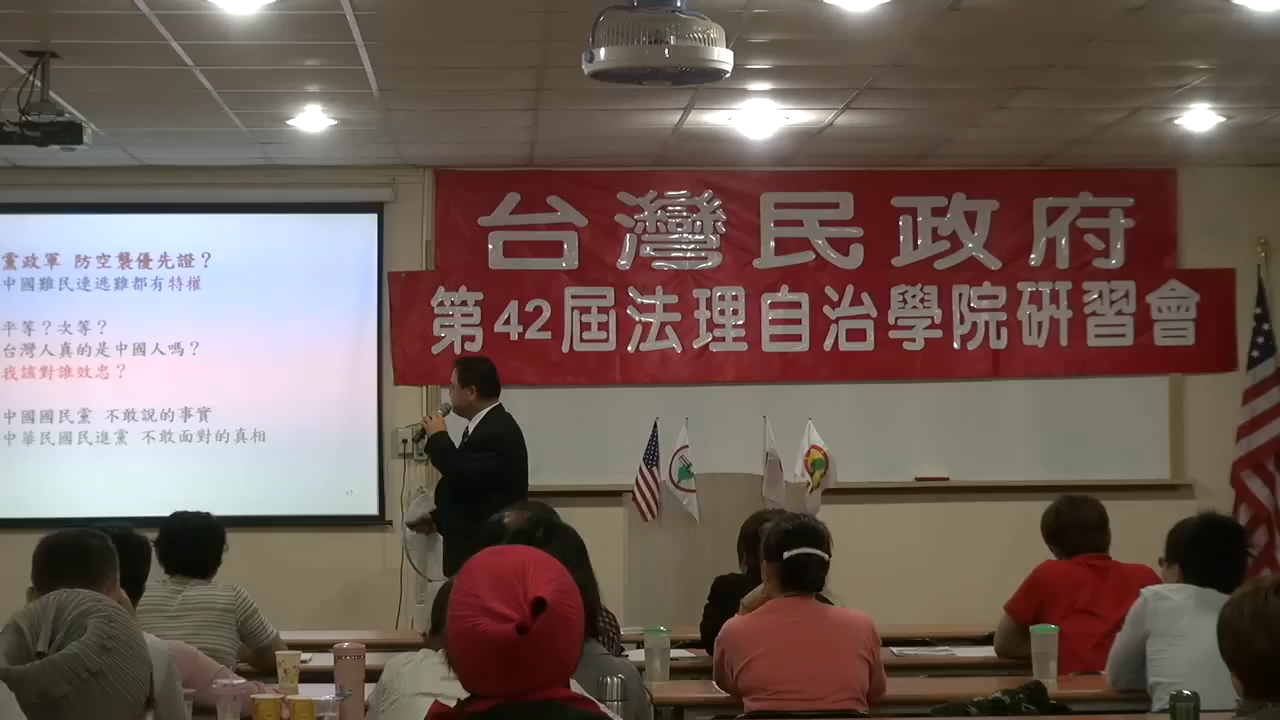 台灣民政府
第42屆法理自治學院研習會
黨政軍 防空襲優先證？
中國難民連逃難都有特權
平等？次等？
台灣人真的是中國人嗎？
我該對誰效忠？
中國國民黨 不敢說的事實
中華民國民進黨 不敢面對的真相
17